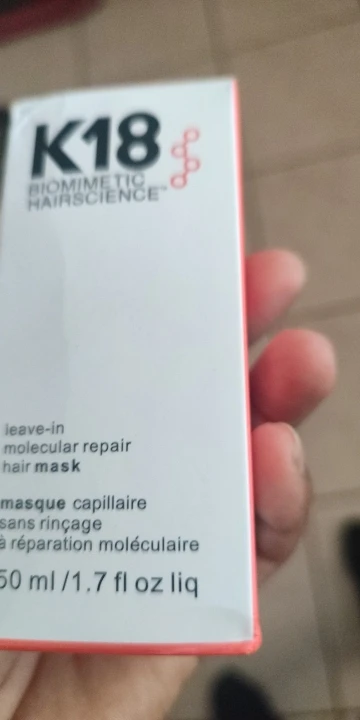 K18
BIOMIMETIC
HAIRSCIENCE™
leave-in
molecular repair
hair mask
masque capillaire
sans rinçage
à réparation moléculaire
50 ml /1.7 fl oz liq